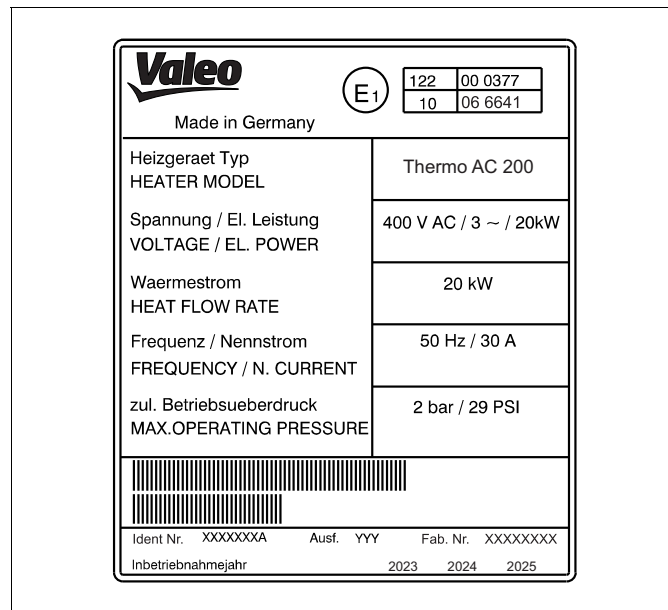 Valeo
Made in Germany
E1
122 00 0377
10 06 6641
Heizgeraet Typ
HEATER MODEL
Thermo AC 200
Spannung / El. Leistung
VOLTAGE / EL. POWER
400 V AC / 3 ~ / 20kW
Waermestrom
HEAT FLOW RATE
20 kW
Frequenz / Nennstrom
FREQUENCY / N. CURRENT
50 Hz / 30 A
zul. Betriebsueberdruck
MAX.OPERATING PRESSURE
2 bar / 29 PSI
Ident Nr. XXXXXXXA Ausf. YYY Fab. Nr. XXXXXXXX
Inbetriebnahmejahr 2023 2024 2025